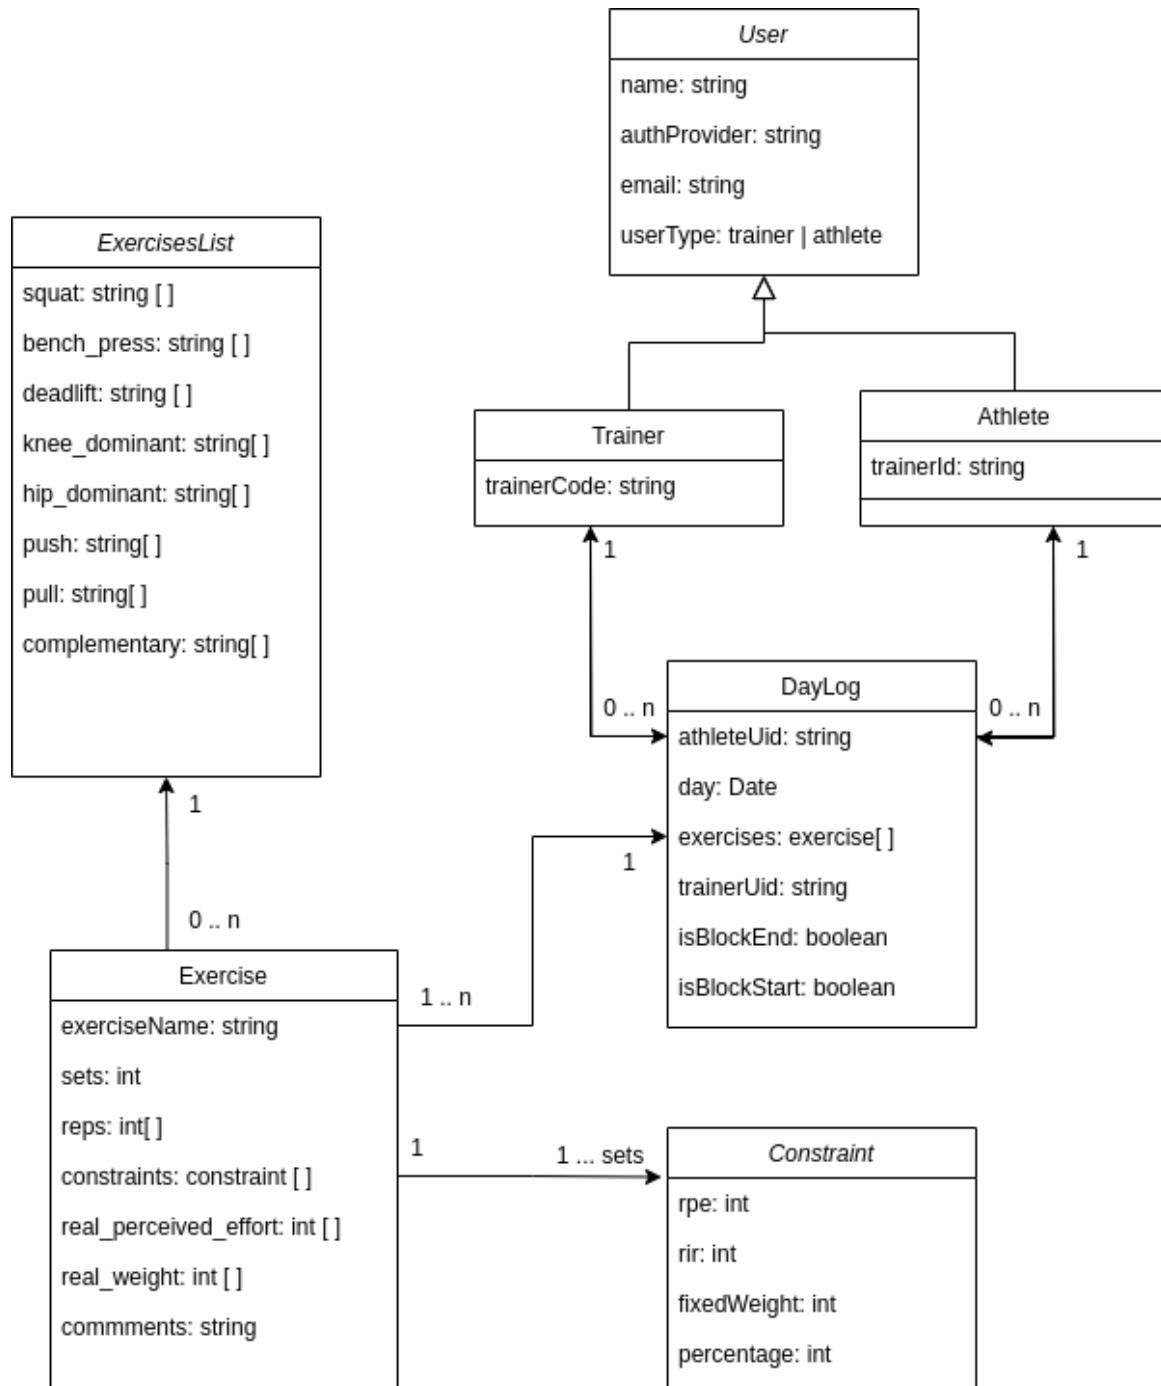 User
name: string
authProvider: string
email: string
userType: trainer | athlete
ExercisesList
squat: string [ ]
bench_press: string [ ]
deadlift: string [ ]
knee_dominant: string[ ]
hip_dominant: string[ ]
push: string[ ]
pull: string[ ]
complementary: string[ ]
Trainer
trainerCode: string
Athlete
trainerId: string
1
1
0 .. n
0 .. n
DayLog
athleteUid: string
day: Date
exercises: exercise[ ]
trainerUid: string
isBlockEnd: boolean
isBlockStart: boolean
1
0 .. n
1
1 .. n
Exercise
exerciseName: string
sets: int
reps: int[ ]
constraints: constraint [ ]
real_perceived_effort: int [ ]
real_weight: int [ ]
commments: string
1
1 ... sets
Constraint
rpe: int
rir: int
fixedWeight: int
percentage: int